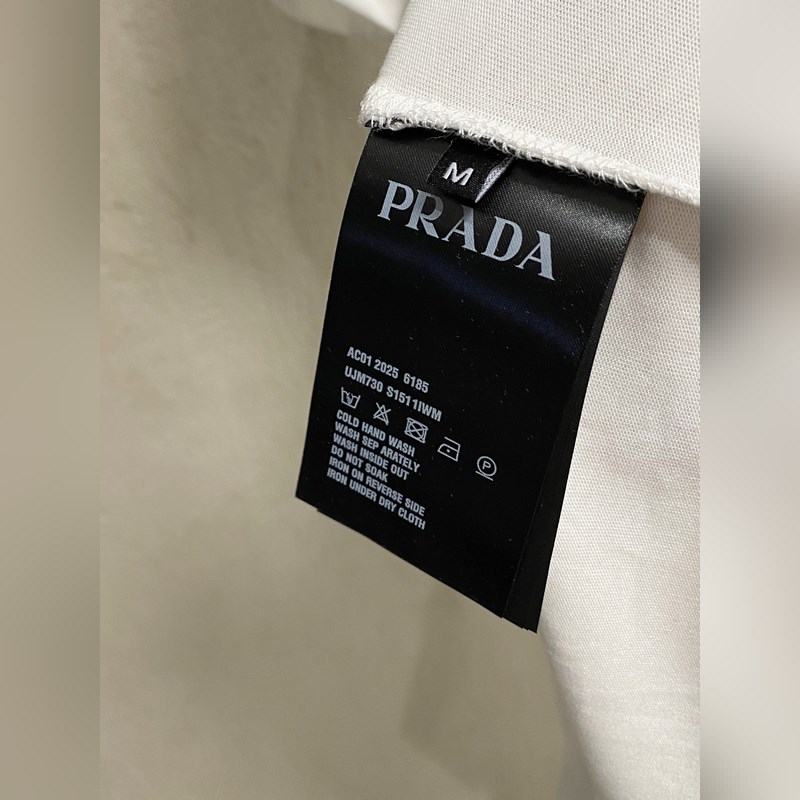 M
PRADA
AC01 2025 6185
UJM730 S1511IWM
P
COLD HAND WASH
WASH SEP ARATELY
WASH INSIDE OUT
DO NOT SOAK
IRON ON REVERSE SIDE
IRON UNDER DRY CLOTH